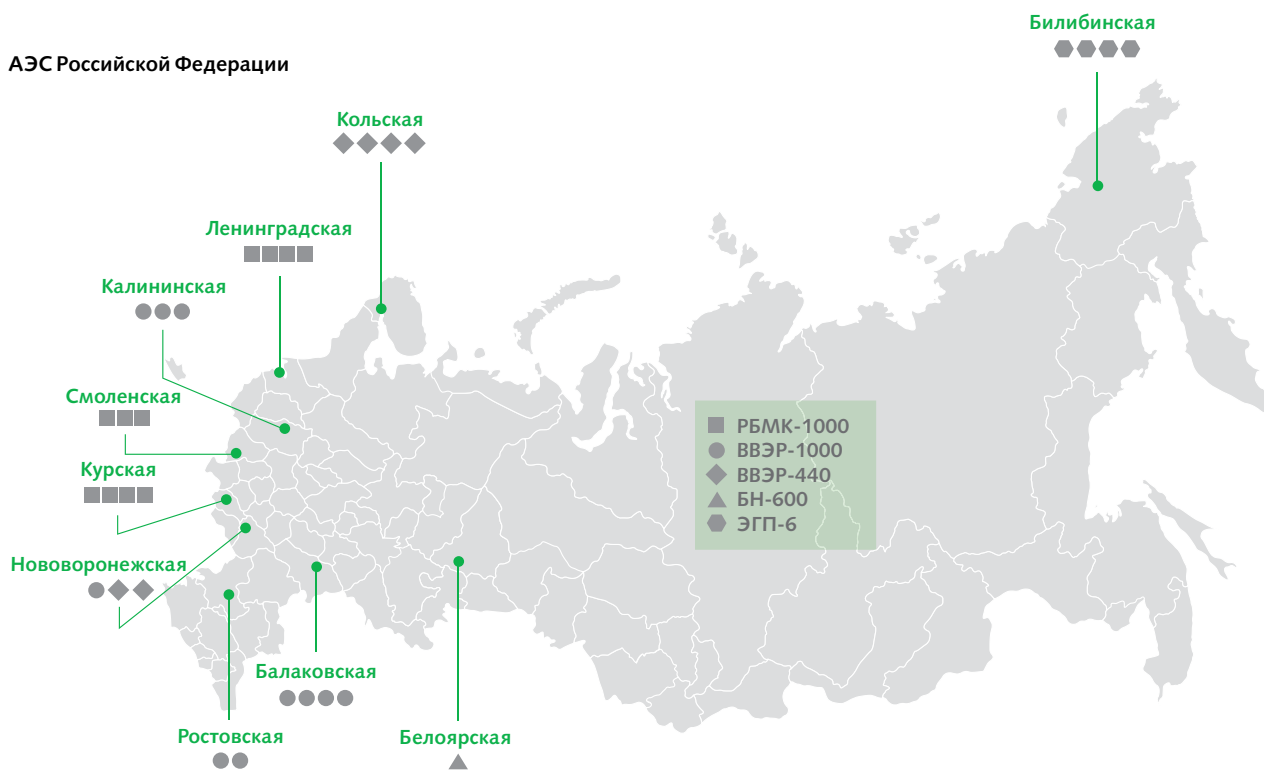 Билибинская
АЭС Российской Федерации
Кольская
Ленинградская
Калининская
Смоленская
Курская
Нововоронежская
Балаковская
Ростовская
Белоярская
РБМК-1000
ВВЭР-1000
ВВЭР-440
БН-600
ЭГП-6